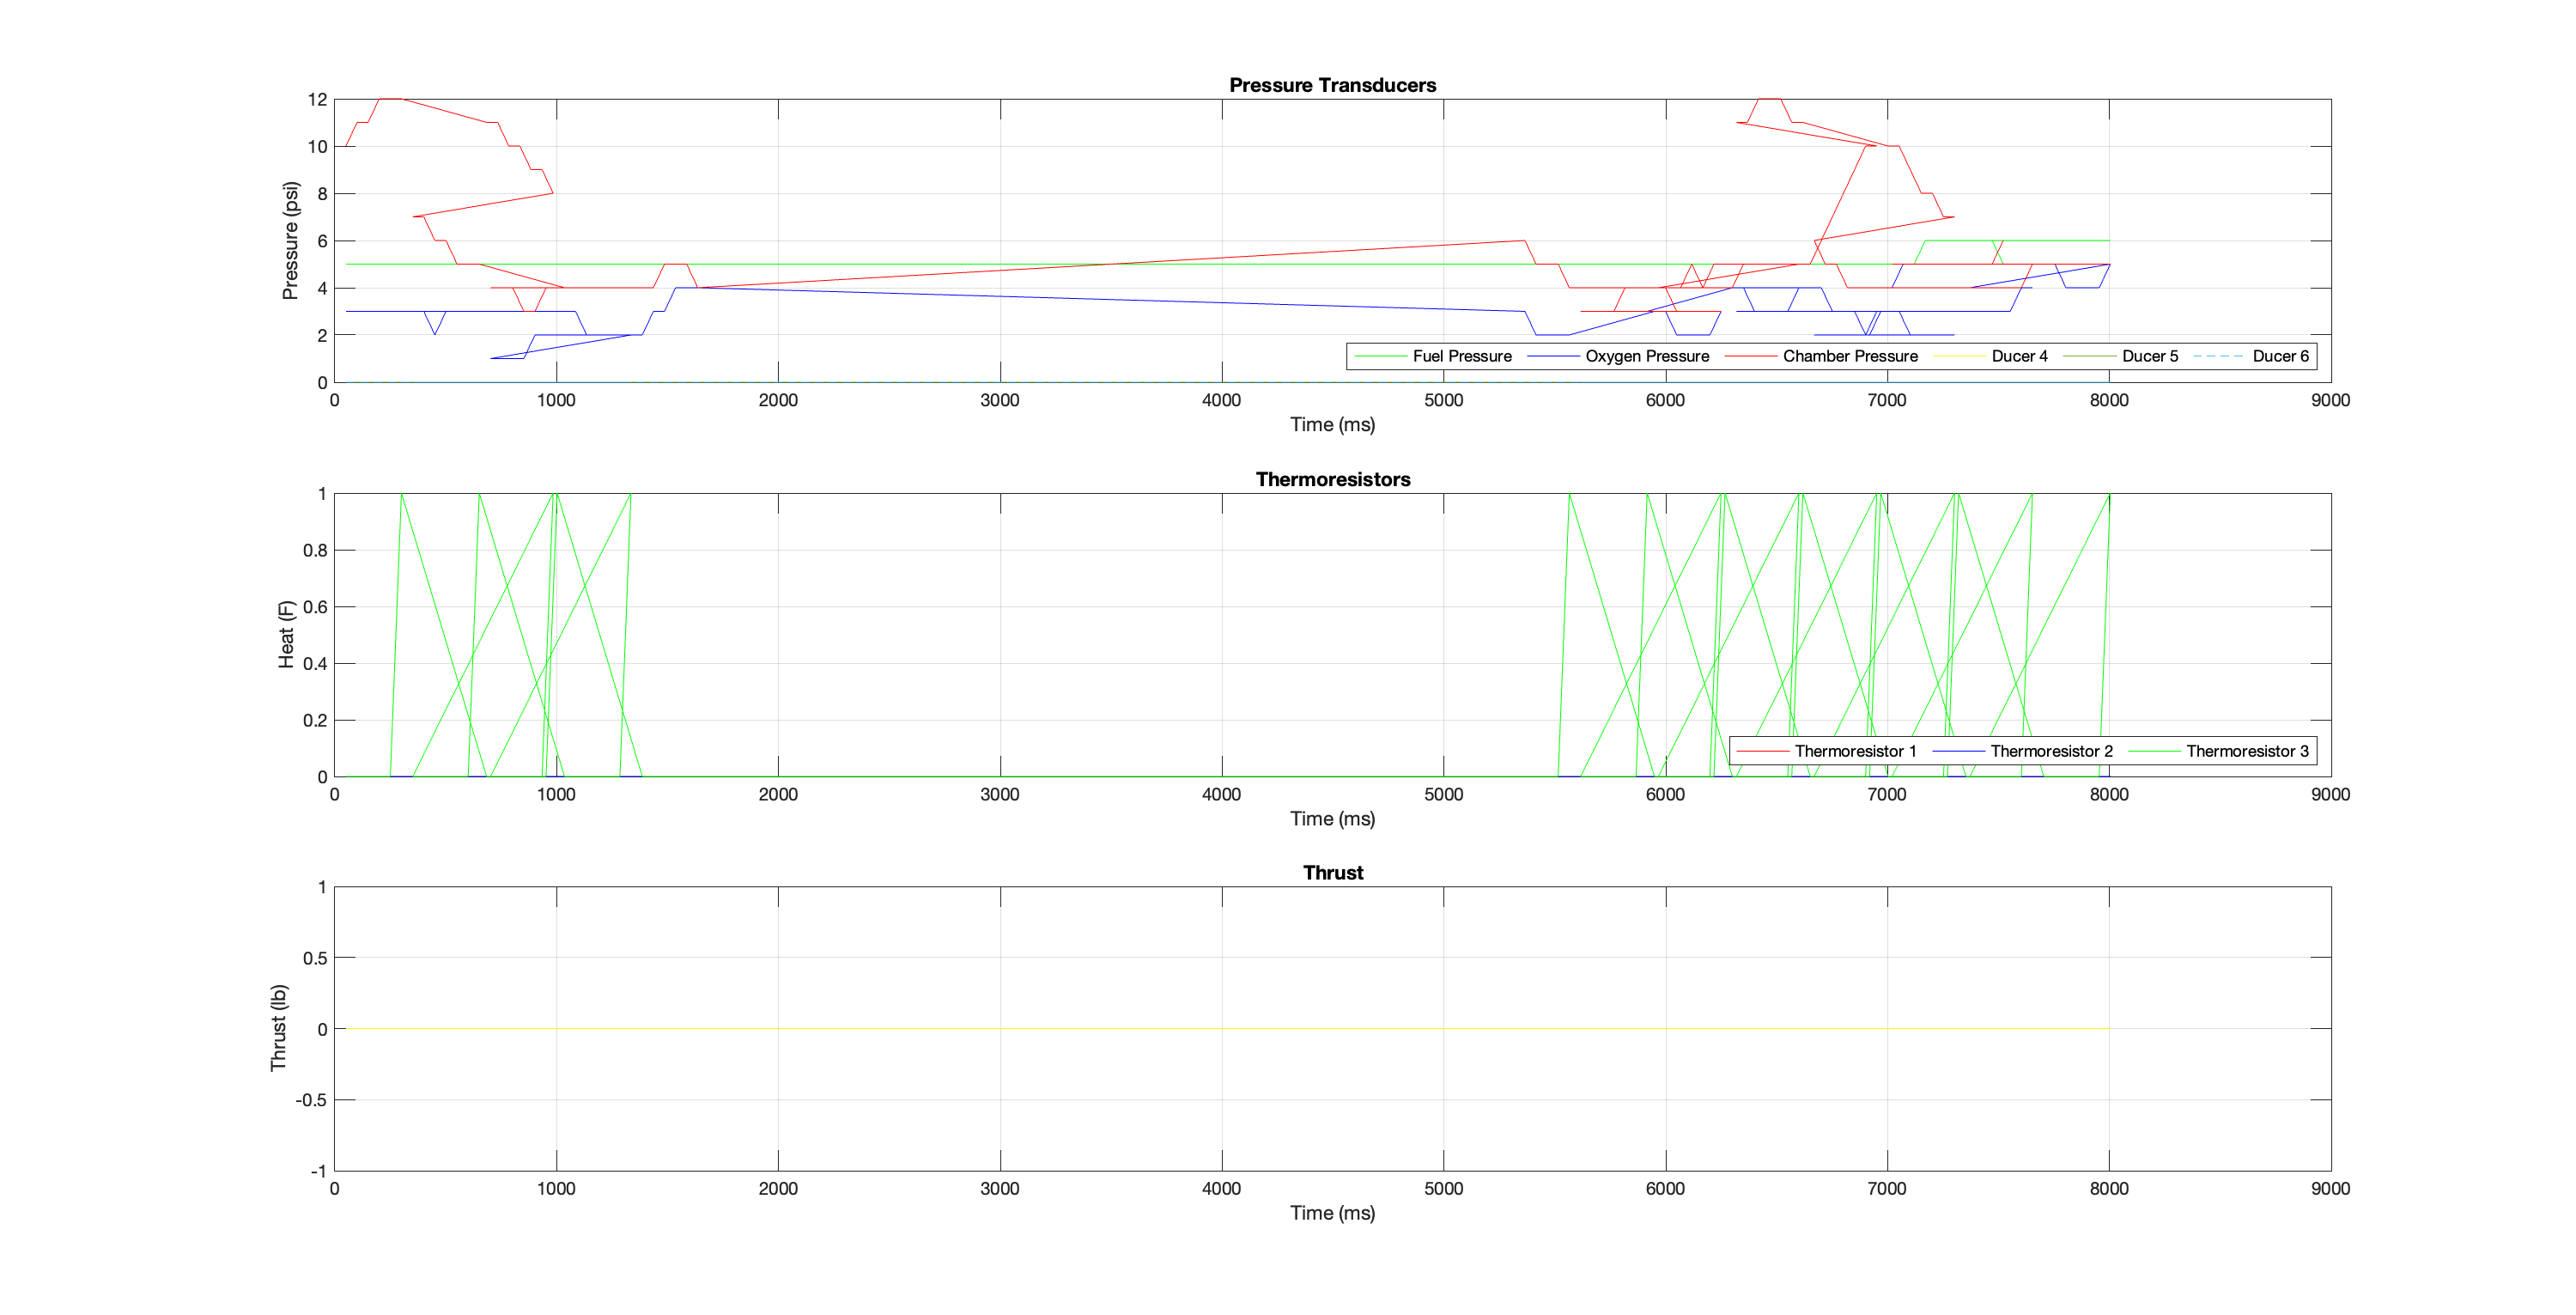 Pressure Transducers
12
10
8
6
4
2
0
Pressure (psi)
Fuel Pressure Oxygen Pressure Chamber Pressure Ducer 4 Ducer 5 Ducer 6
0 1000 2000 3000 4000 5000 6000 7000 8000 9000
Time (ms)
Thermoresistors
1
0.8
0.6
0.4
0.2
0
Heat (F)
Thermoresistor 1 Thermoresistor 2 Thermoresistor 3
0 1000 2000 3000 4000 5000 6000 7000 8000 9000
Time (ms)
Thrust
1
0.5
0
-0.5
-1
Thrust (lb)
0 1000 2000 3000 4000 5000 6000 7000 8000 9000
Time (ms)